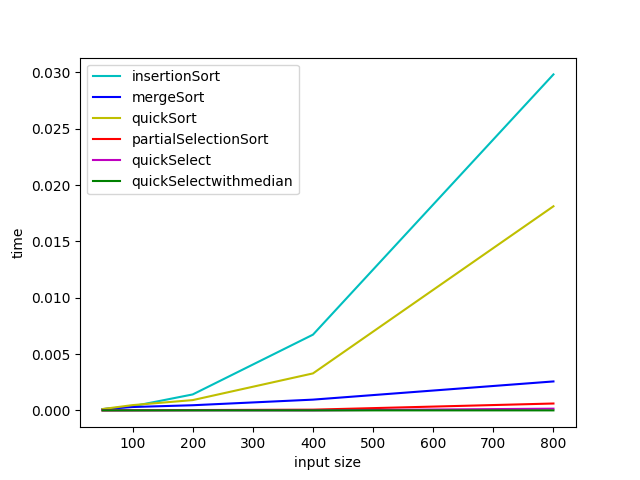 0.030
0.025
0.020
0.015
0.010
0.005
0.000
time
insertionSort
mergeSort
quickSort
partialSelectionSort
quickSelect
quickSelectwithmedian
100 200 300 400 500 600 700 800
input size